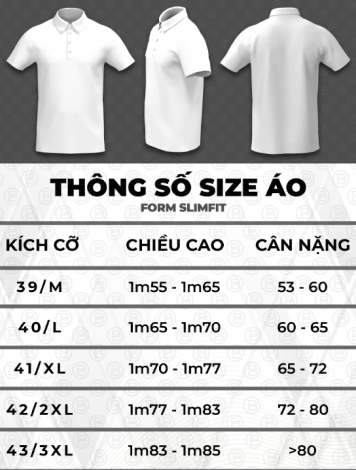 THÔNG SỐ SIZE ÁO
FORM SLIMFIT
KÍCH CỠ CHIỀU CAO CÂN NẶNG
39/M 1m55 - 1m65 53 - 60
40/L 1m65 - 1m70 60 - 65
41/XL 1m70 - 1m77 65 - 72
42/2XL 1m77 - 1m83 72 - 80
43/3XL 1m83 - 1m85 >80